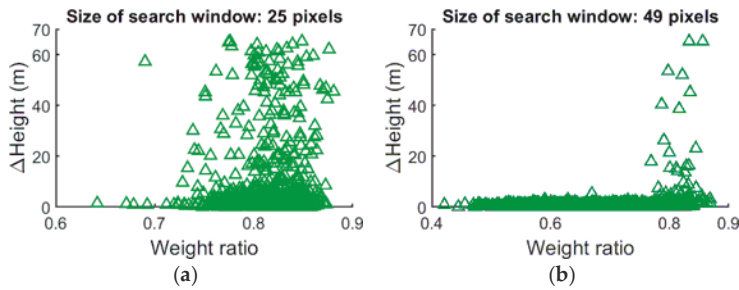 Size of search window: 25 pixels
70
60
40
20
0
ΔHeight (m)
0.6 0.7 0.8 0.9
Weight ratio
(a)
Size of search window: 49 pixels
70
60
40
20
0
ΔHeight (m)
0.4 0.6 0.8 0.9
Weight ratio
(b)